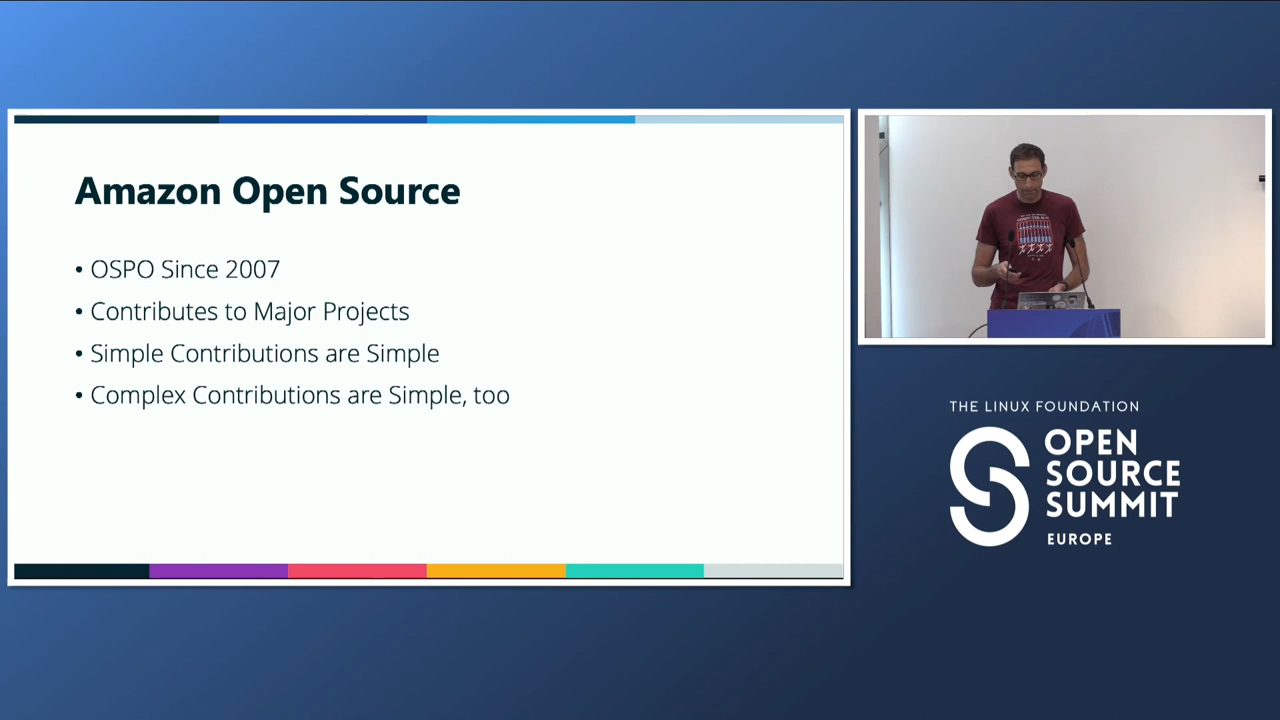 Amazon Open Source
• OSPO Since 2007
• Contributes to Major Projects
• Simple Contributions are Simple
• Complex Contributions are Simple, too
THE LINUX FOUNDATION
OPEN
SOURCE
SUMMIT
EUROPE